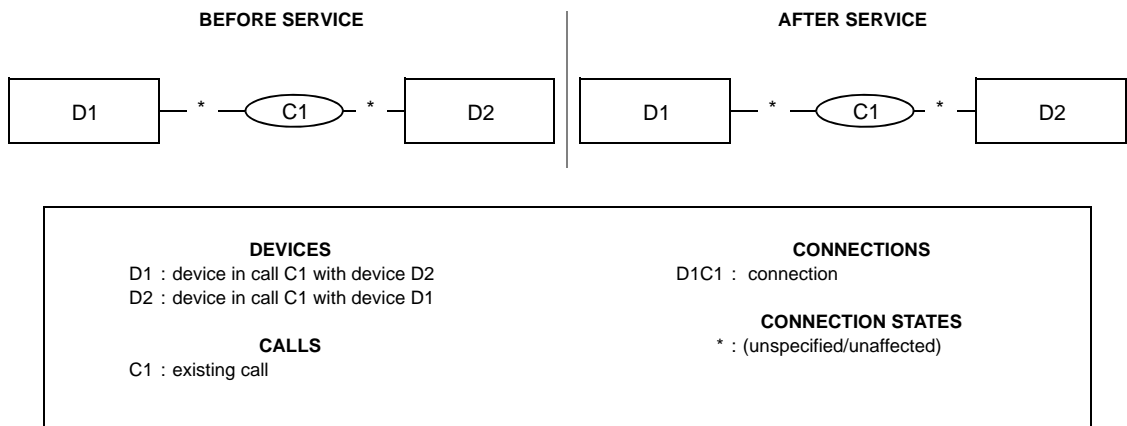 BEFORE SERVICE
AFTER SERVICE
D1 * C1 * D2
D1 * C1 * D2
DEVICES
D1 : device in call C1 with device D2
D2 : device in call C1 with device D1
CALLS
C1 : existing call
CONNECTIONS
D1C1 : connection
CONNECTION STATES
* : (unspecified/unaffected)